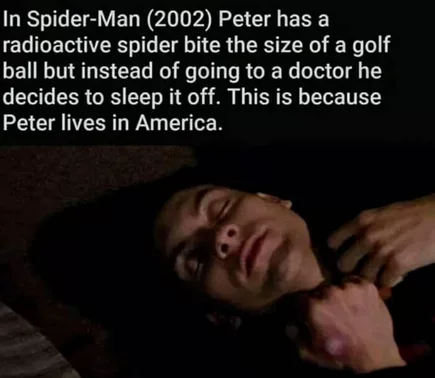 In Spider-Man (2002) Peter has a
radioactive spider bite the size of a golf
ball but instead of going to a doctor he
decides to sleep it off. This is because
Peter lives in America.